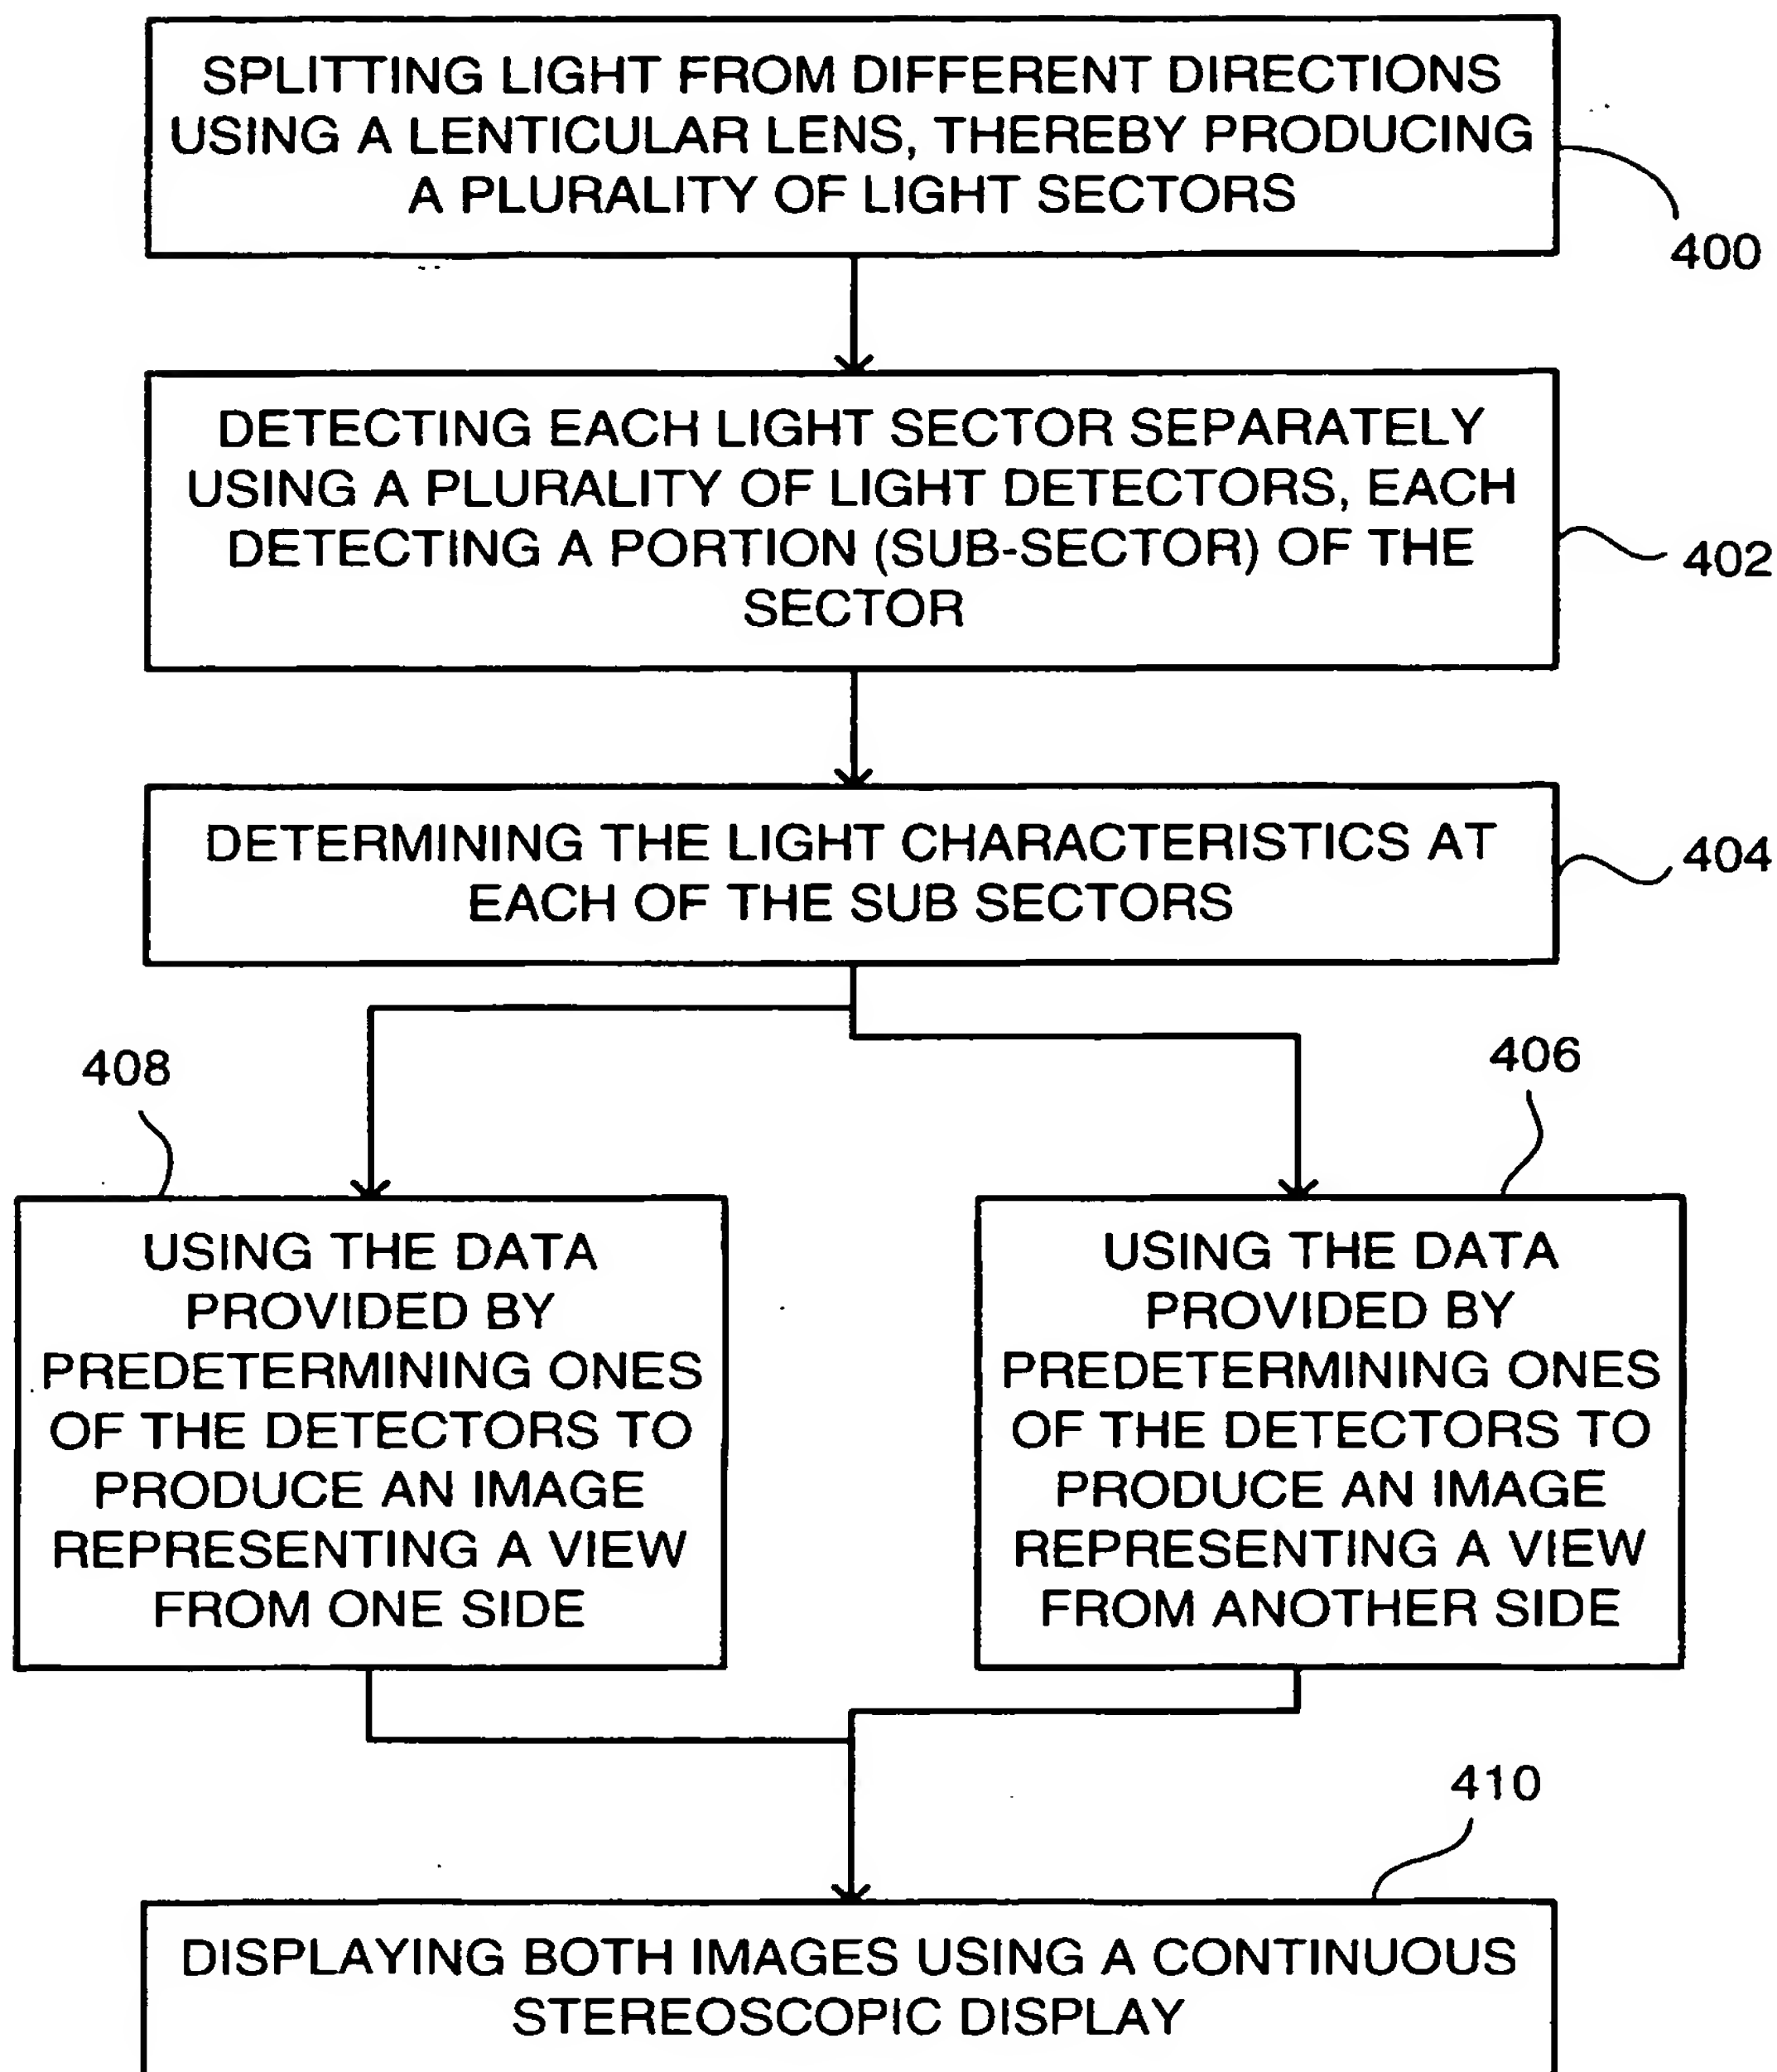 SPLITTING LIGHT FROM DIFFERENT DIRECTIONS
USING A LENTICULAR LENS, THEREBY PRODUCING
A PLURALITY OF LIGHT SECTORS
400
DETECTING EACH LIGHT SECTOR SEPARATELY
USING A PLURALITY OF LIGHT DETECTORS, EACH
DETECTING A PORTION (SUB-SECTOR) OF THE
SECTOR
402
DETERMINING THE LIGHT CHARACTERISTICS AT
EACH OF THE SUB SECTORS
404
408
USING THE DATA
PROVIDED BY
PREDETERMINING ONES
OF THE DETECTORS TO
PRODUCE AN IMAGE
REPRESENTING A VIEW
FROM ONE SIDE
406
USING THE DATA
PROVIDED BY
PREDETERMINING ONES
OF THE DETECTORS TO
PRODUCE AN IMAGE
REPRESENTING A VIEW
FROM ANOTHER SIDE
410
DISPLAYING BOTH IMAGES USING A CONTINUOUS
STEREOSCOPIC DISPLAY